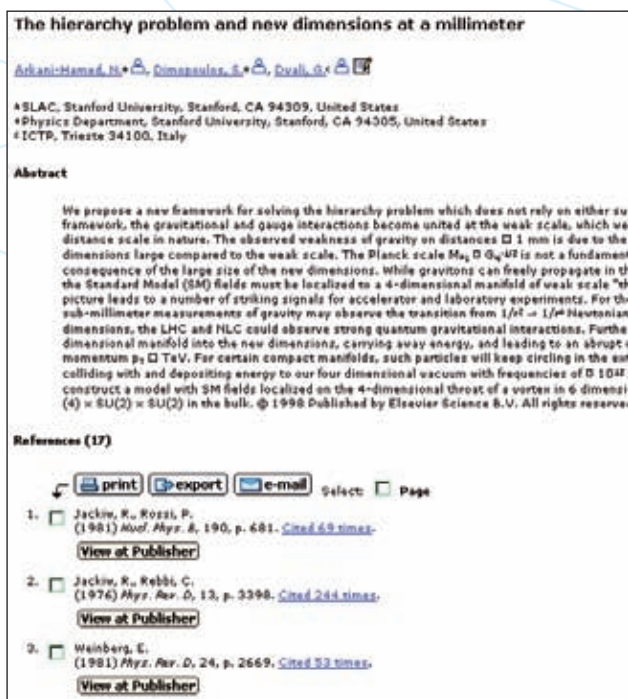 The hierarchy problem and new dimensions at a millimeter
Arkani-Hamed, N., Dimopoulos, S., Dvali, G.
a SLAC, Stanford University, Stanford, CA 94309, United States
Physics Department, Stanford University, Stanford, CA 94305, United States
c ICTP, Trieste 34100, Italy
Abstract
We propose a new framework for solving the hierarchy problem which does not rely on either su
framework, the gravitational and gauge interactions become united at the weak scale, which we
distance scale in nature. The observed weakness of gravity on distances □ 1 mm is due to the
dimensions large compared to the weak scale. The Planck scale is not a fundament
consequence of the large size of the new dimensions. While gravitons can freely propagate in th
the Standard Model (SM) fields must be localized to a 4-dimensional manifold of weak scale "th
picture leads to a number of striking signals for accelerator and laboratory experiments. For the
sub-millimeter measurements of gravity may observe the transition from Newtonian
dimensions, the LHC and NLC could observe strong quantum gravitational interactions. Further
dimensional manifold into the new dimensions, carrying away energy, and leading to an abrupt
momentum □ TeV. For certain compact manifolds, such particles will keep circling in the ext
colliding with and depositing energy to our four dimensional vacuum with frequencies of
construct a model with SM fields localized on the 4-dimensional throat of a vortex in 6 dimensi
(4) × SU(2) × SU(2) in the bulk. © 1998 Published by Elsevier Science B.V. All rights reserve
References (17)
print export e-mail Select: Page
1. Jackiw, R., Rossi, P.
(1981) Nucl. Phys. B, 190, p. 681. Cited 69 times.
View at Publisher
2. Jackiw, R., Rebbi, C.
(1976) Phys. Rev. D, 13, p. 3398. Cited 244 times.
View at Publisher
3. Weinberg, E.
(1981) Phys. Rev. D, 24, p. 2669. Cited 53 times.
View at Publisher